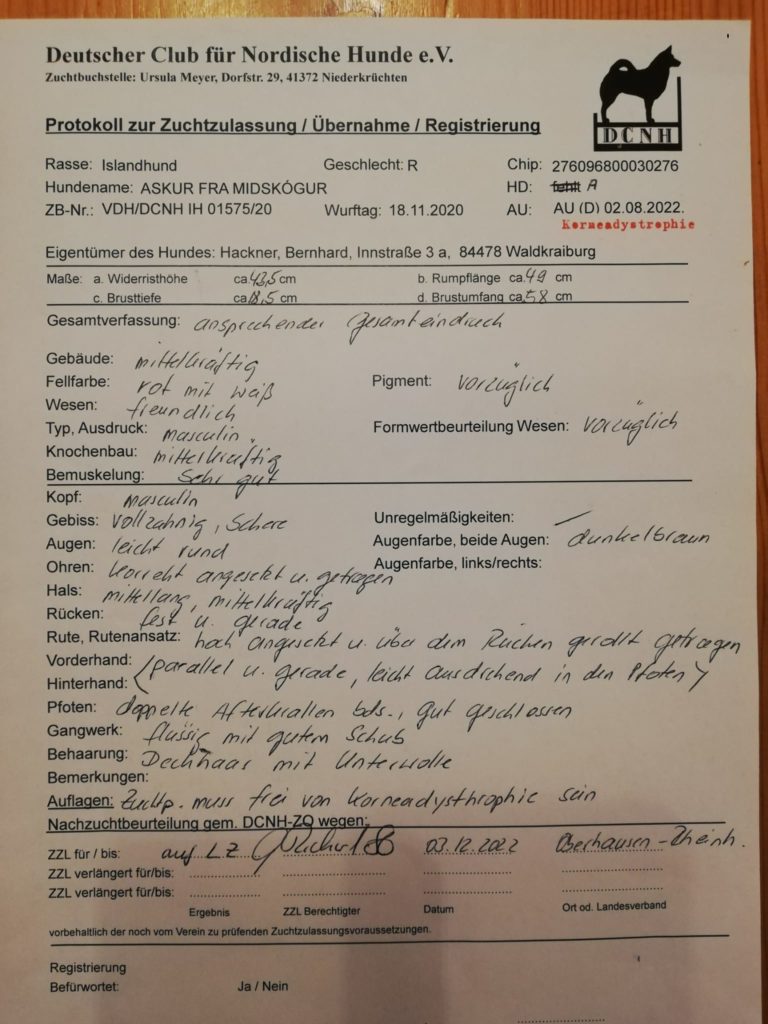 Deutscher Club für Nordische Hunde e.V.
Zuchtbuchstelle: Ursula Meyer, Dorfstr. 29, 41372 Niederkrüchten
DCNH
Protokoll zur Zuchtzulassung / Übernahme / Registrierung
Rasse: Islandhund Geschlecht: R Chip: 276096800030276
Hundename: ASKUR FRA MIDSKÓGUR HD: fehlt A
ZB-Nr.: VDH/DCNH IH 01575/20 Wurftag: 18.11.2020 AU: AU (D) 02.08.2022.
Korneadystrophie
Eigentümer des Hundes: Hackner, Bernhard, Innstraße 3 a, 84478 Waldkraiburg
Maße: a. Widerristhöhe ca. 43,5 cm b. Rumpflänge ca. 49 cm
c. Brusttiefe ca. 18,5 cm d. Brustumfang ca. 58 cm
Gesamtverfassung: ansprechender Gesamteindruck
Gebäude: mittelkräftig
Fellfarbe: rot mit weiß Pigment: vorzüglich
Wesen: freundlich
Typ, Ausdruck: masculin Formwertbeurteilung Wesen: vorzüglich
Knochenbau: mittelkräftig
Bemuskelung: Sehr gut
Kopf: masculin
Gebiss: Vollzahnig, Schere Unregelmäßigkeiten: /
Augen: leicht rund Augenfarbe, beide Augen: dunkelbraun
Ohren: korrekt angesetzt u. getragen Augenfarbe, links/rechts:
Hals: mittellang, mittelkräftig
Rücken: fest u. gerade
Rute, Rutenansatz: hoch angesetzt u. über dem Rücken gerollt getragen
Vorderhand: (parallel u. gerade, leicht ausdrehend in den Pfoten)
Hinterhand:
Pfoten: doppelte Afterkrallen bds., gut geschlossen
Gangwerk: flüssig mit gutem Schub
Behaarung: Deckhaar mit Unterwolle
Bemerkungen:
Auflagen: Zuchtp. muss frei von Korneadysthrophie sein
Nachzuchtbeurteilung gem. DCNH-ZO wegen:
ZZL für / bis: auf LZ 03.12.2022 Oberhausen-Rheinh.
ZZL verlängert für/bis:
ZZL verlängert für/bis:
Ergebnis ZZL Berechtigter Datum Ort od. Landesverband
vorbehaltlich der noch vom Verein zu prüfenden Zuchtzulassungsvoraussetzungen.
Registrierung
Befürwortet: Ja / Nein